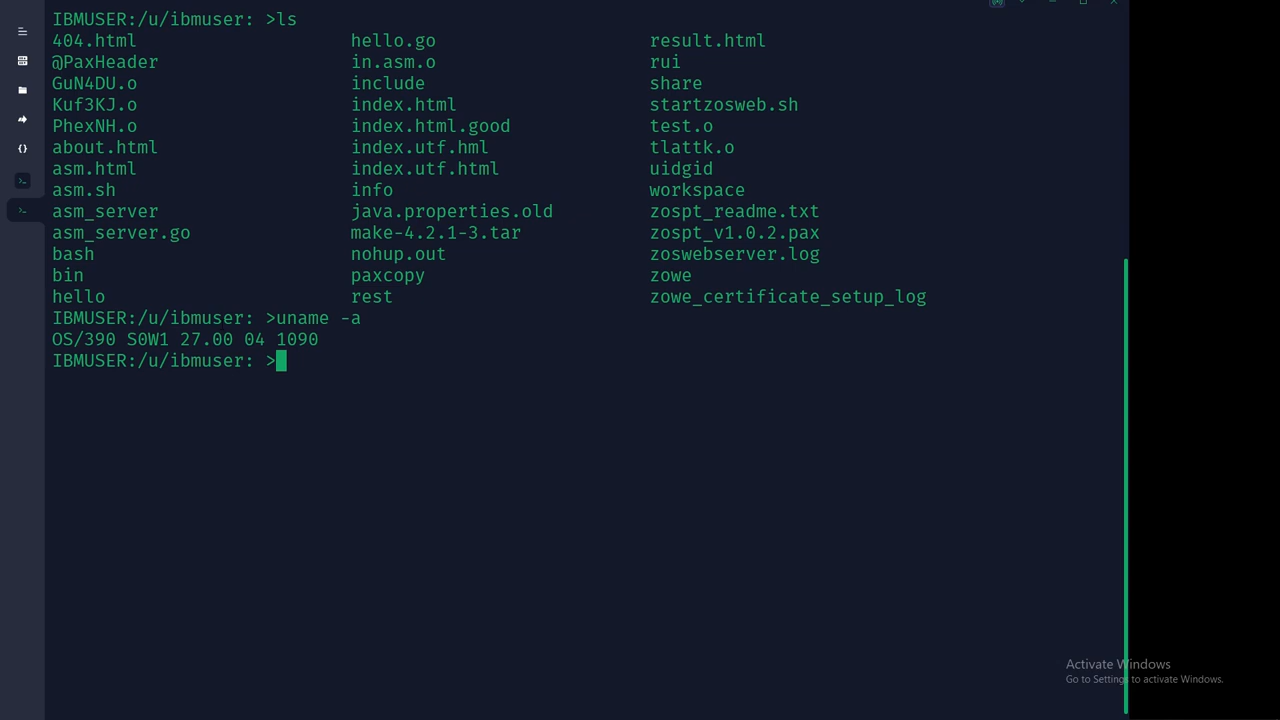 IBMUSER:/u/ibmuser: >ls
404.html hello.go result.html
@PaxHeader in.asm.o rui
GuN4DU.o include share
Kuf3KJ.o index.html startzosweb.sh
PhexNH.o index.html.good test.o
about.html index.utf.hml tlattk.o
asm.html index.utf.html uidgid
asm.sh info workspace
asm_server java.properties.old zospt_readme.txt
asm_server.go make-4.2.1-3.tar zospt_v1.0.2.pax
bash nohup.out zoswebserver.log
bin paxcopy zowe
hello rest zowe_certificate_setup_log
IBMUSER:/u/ibmuser: >uname -a
OS/390 S0W1 27.00 04 1090
IBMUSER:/u/ibmuser: >
Activate Windows
Go to Settings to activate Windows.